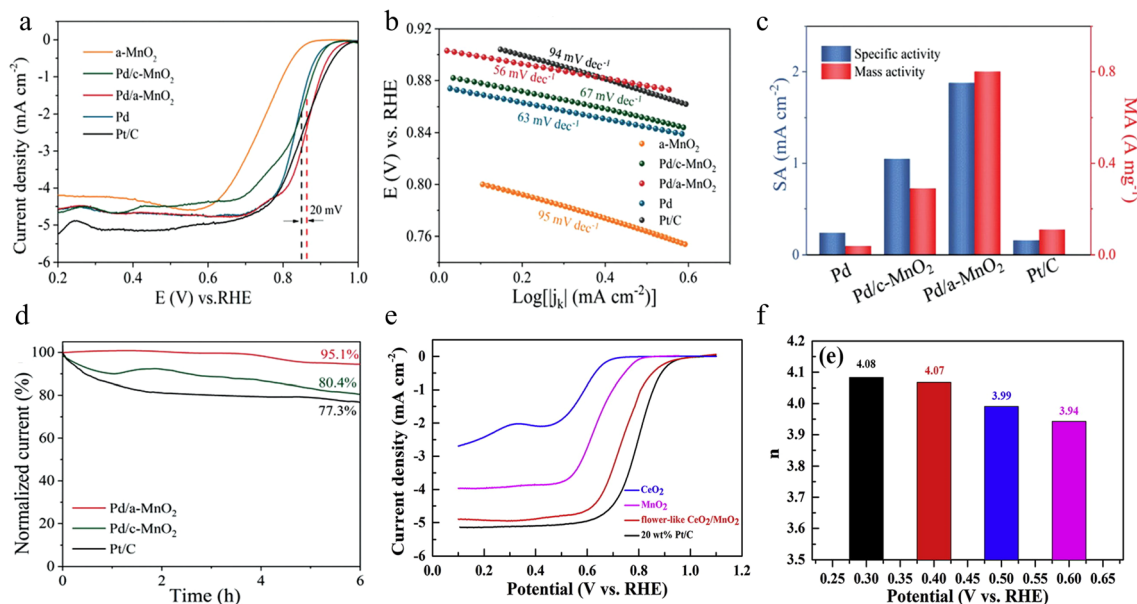 a
Current density (mA cm⁻²)
0
-1
-2
-3
-4
-5
-6
a-MnO₂
Pd/c-MnO₂
Pd/a-MnO₂
Pd
Pt/C
20 mV
0.2
0.4
0.6
0.8
1.0
E (V) vs.RHE
b
E (V) vs. RHE
0.92
0.88
0.84
0.80
0.76
94 mV dec⁻¹
56 mV dec⁻¹
67 mV dec⁻¹
63 mV dec⁻¹
95 mV dec⁻¹
a-MnO₂
Pd/c-MnO₂
Pd/a-MnO₂
Pd
Pt/C
0.0
0.2
0.4
0.6
0.8
Log[|jₖ| (mA cm⁻²]
c
SA (mA cm⁻²)
2
1
0
Specific activity
Mass activity
0.8
0.4
0.0
MA (A mg⁻¹)
Pd
Pd/c-MnO₂
Pd/a-MnO₂
Pt/C
d
Normalized current (%)
100
80
60
40
20
0
95.1%
80.4%
77.3%
Pd/a-MnO₂
Pd/c-MnO₂
Pt/C
0
2
4
6
Time (h)
e
Current density (mA cm⁻²)
0
-1
-2
-3
-4
-5
-6
CeO₂
MnO₂
flower-like CeO₂/MnO₂
20 wt% Pt/C
0.0
0.2
0.4
0.6
0.8
1.0
1.2
Potential (V vs. RHE)
f
(e)
n
4.2
4.1
4.0
3.9
3.8
3.7
3.6
3.5
4.08
4.07
3.99
3.94
0.25 0.30 0.35 0.40 0.45 0.50 0.55 0.60 0.65
Potential (V vs. RHE)